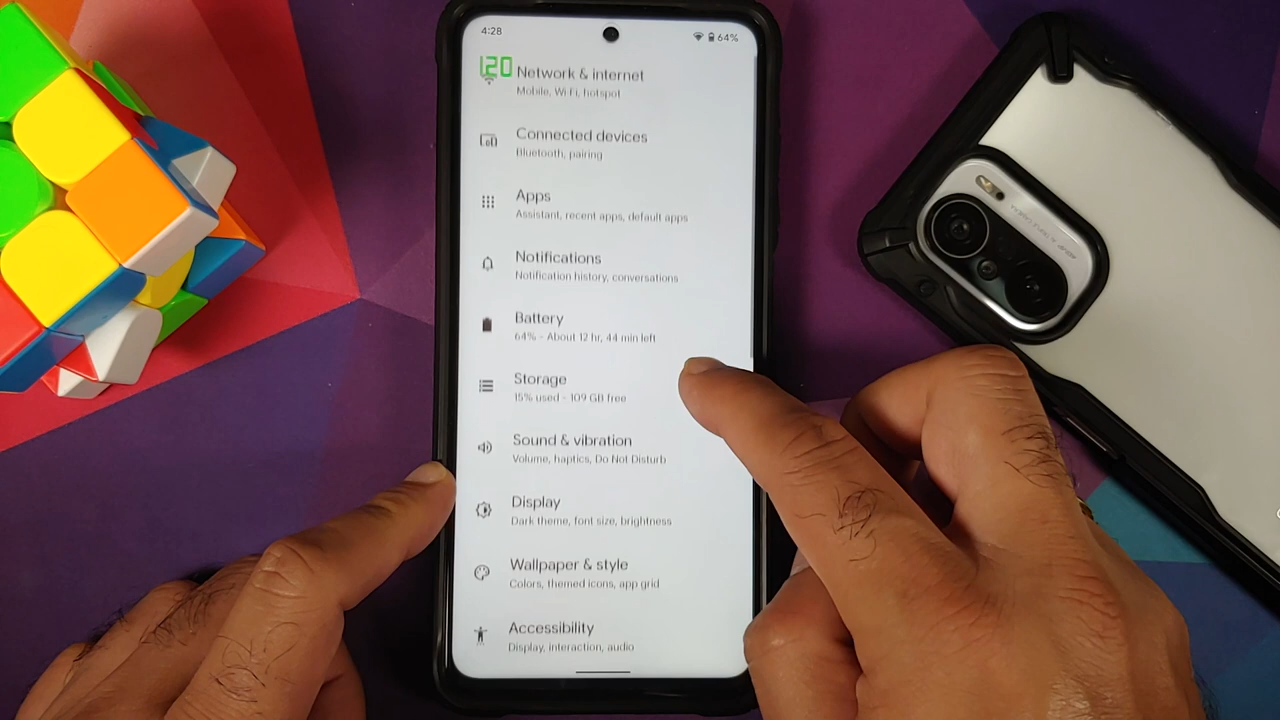 4:28
64%
120
Network & internet
Mobile, Wi-Fi, hotspot
Connected devices
Bluetooth, pairing
Apps
Assistant, recent apps, default apps
Notifications
Notification history, conversations
Battery
64% - About 12 hr, 44 min left
Storage
15% used - 109 GB free
Sound & vibration
Volume, haptics, Do Not Disturb
Display
Dark theme, font size, brightness
Wallpaper & style
Colors, themed icons, app grid
Accessibility
Display, interaction, audio